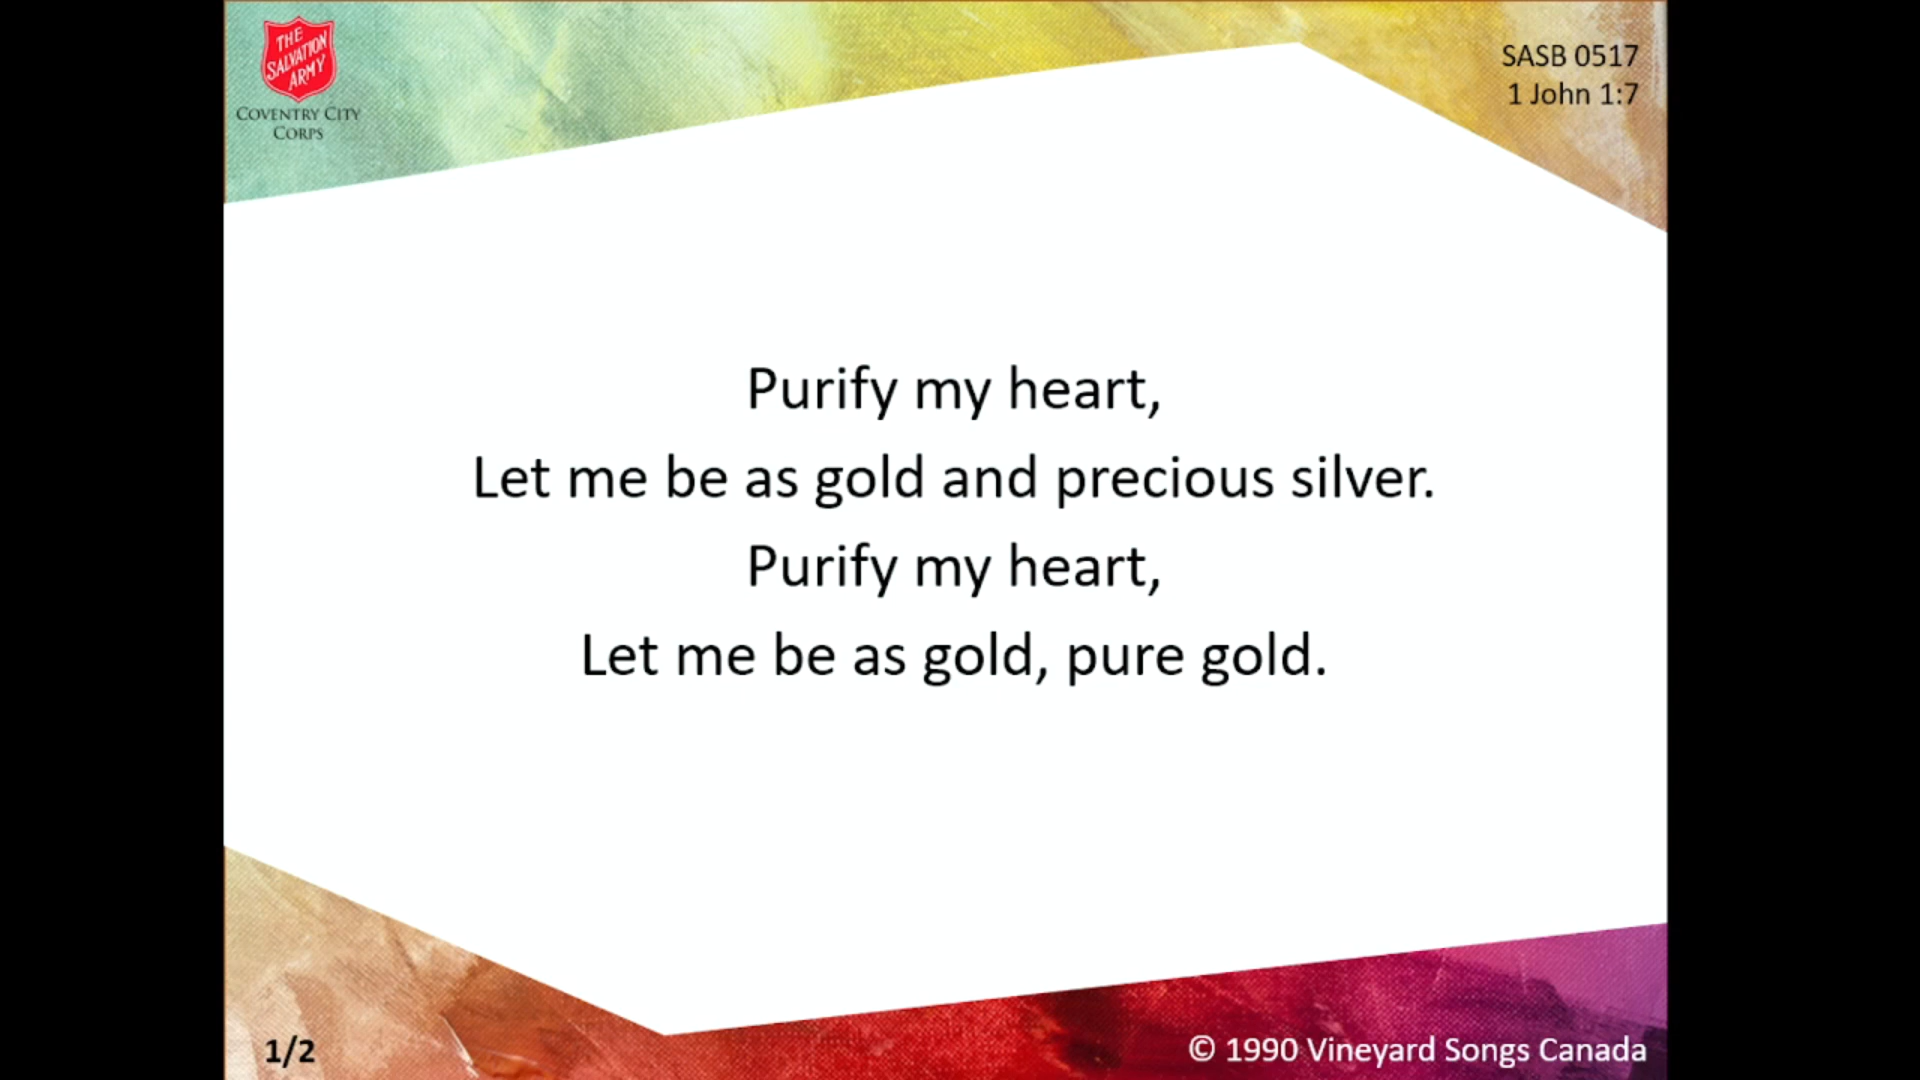 THE
SALVATION
ARMY
COVENTRY CITY
CORPS
SASB 0517
1 John 1:7
Purify my heart,
Let me be as gold and precious silver.
Purify my heart,
Let me be as gold, pure gold.
1/2
© 1990 Vineyard Songs Canada